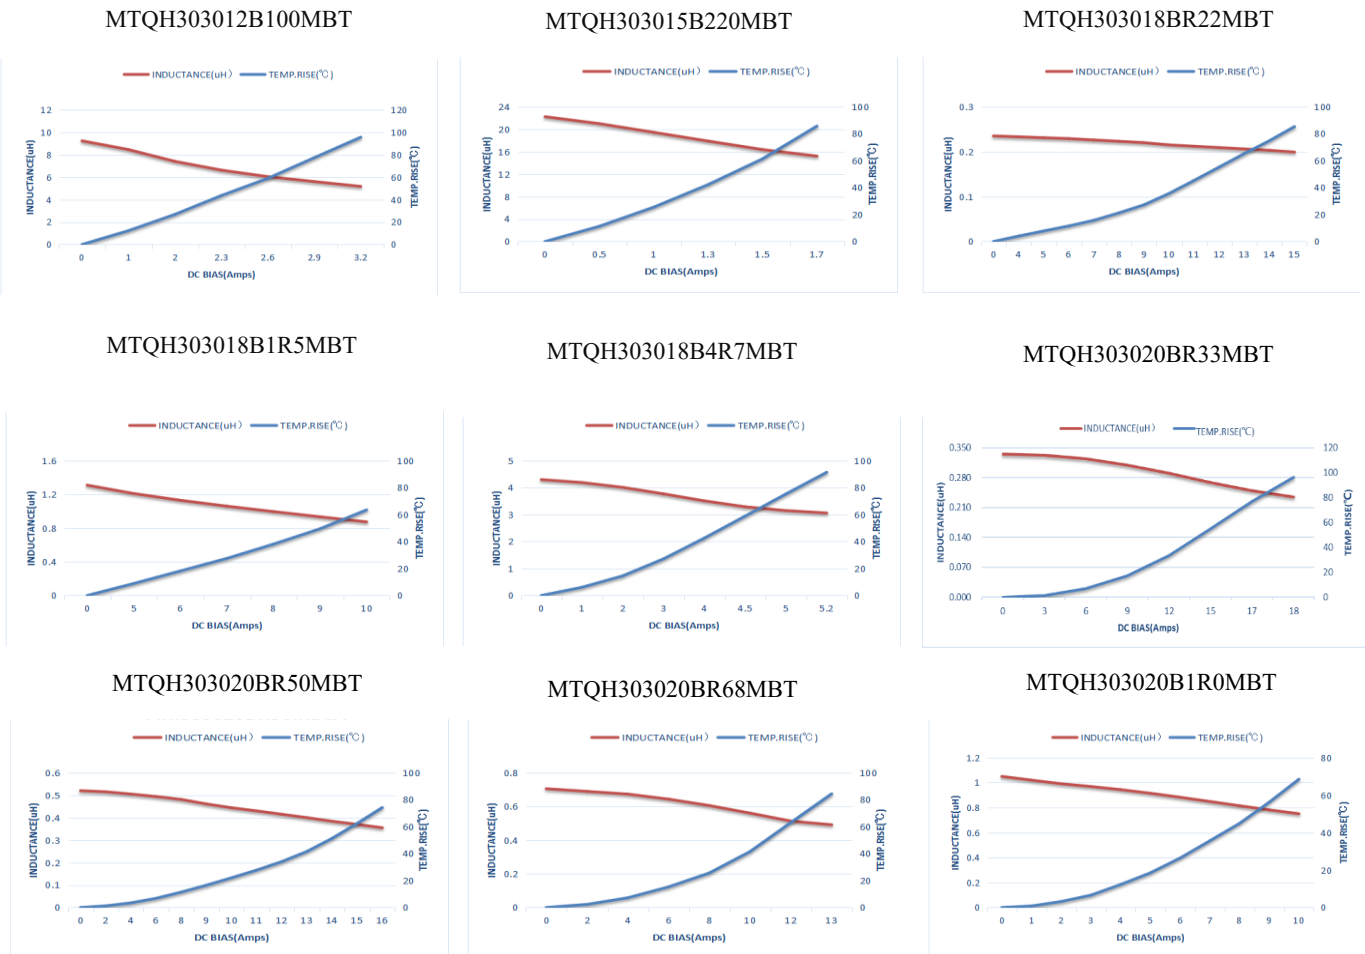 MTQH303012B100MBT
INDUCTANCE(uH) TEMP.RISE(℃)
12 120
10 100
8 80
6 60
4 40
2 20
0 0
INDUCTANCE(uH)
TEMP.RISE(℃)
0 1 2 2.3 2.6 2.9 3.2
DC BIAS(Amps)
MTQH303015B220MBT
INDUCTANCE(uH) TEMP.RISE(℃)
24 100
20 80
16 60
12
8 40
4 20
0 0
INDUCTANCE(uH)
TEMP.RISE(℃)
0 0.5 1 1.3 1.5 1.7
DC BIAS(Amps)
MTQH303018BR22MBT
INDUCTANCE(uH) TEMP.RISE(℃)
0.3 100
80
0.2 60
0.1 40
20
0 0
INDUCTANCE(uH)
TEMP.RISE(℃)
0 4 5 6 7 8 9 10 11 12 13 14 15
DC BIAS(Amps)
MTQH303018B1R5MBT
INDUCTANCE(uH) TEMP.RISE(℃)
1.6 100
1.2 80
0.8 60
0.4 40
20
0 0
INDUCTANCE(uH)
TEMP.RISE(℃)
0 5 6 7 8 9 10
DC BIAS(Amps)
MTQH303018B4R7MBT
INDUCTANCE(uH) TEMP.RISE(℃)
5 100
4 80
3 60
2 40
1 20
0 0
INDUCTANCE(uH)
TEMP.RISE(℃)
0 1 2 3 4 4.5 5 5.2
DC BIAS(Amps)
MTQH303020BR33MBT
INDUCTANCE(uH) TEMP.RISE(℃)
0.350 120
0.280 100
0.210 80
0.140 60
40
0.070 20
0.000 0
INDUCTANCE(uH)
TEMP.RISE(℃)
0 3 6 9 12 15 17 18
DC BIAS(Amps)
MTQH303020BR50MBT
INDUCTANCE(uH) TEMP.RISE(℃)
0.6 100
0.5 80
0.4 60
0.3
0.2 40
0.1 20
0 0
INDUCTANCE(uH)
TEMP.RISE(℃)
0 2 4 6 8 9 10 11 12 13 14 15 16
DC BIAS(Amps)
MTQH303020BR68MBT
INDUCTANCE(uH) TEMP.RISE(℃)
0.8 100
80
0.6 60
0.4 40
0.2 20
0 0
INDUCTANCE(uH)
TEMP.RISE(℃)
0 2 4 6 8 10 12 13
DC BIAS(Amps)
MTQH303020B1R0MBT
INDUCTANCE(uH) TEMP.RISE(℃)
1.2 80
1 60
0.8
0.6 40
0.4 20
0.2
0 0
INDUCTANCE(uH)
TEMP.RISE(℃)
0 1 2 3 4 5 6 7 8 9 10
DC BIAS(Amps)